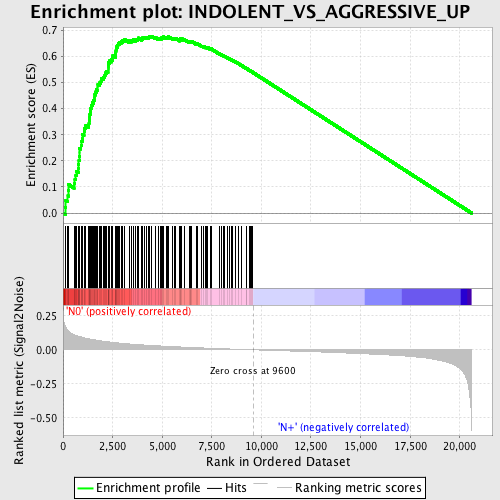 Enrichment plot: INDOLENT_VS_AGGRESSIVE_UP
Enrichment score (ES)
0.7
0.6
0.5
0.4
0.3
0.2
0.1
0.0
'N0' (positively correlated)
Ranked list metric (Signal2Noise)
0.25
0.00
-0.25
-0.50
Zero cross at 9600
'N+' (negatively correlated)
0 2,500 5,000 7,500 10,000 12,500 15,000 17,500 20,000
Rank in Ordered Dataset
Enrichment profile Hits Ranking metric scores